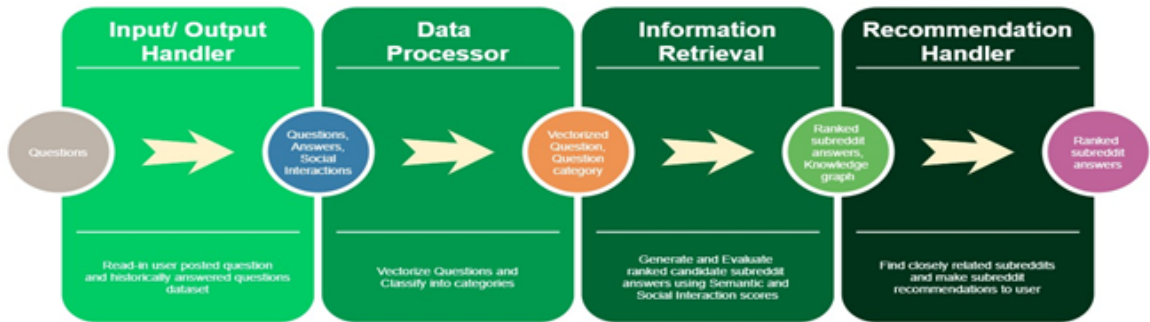 Input/ Output
Handler
Data
Processor
Information
Retrieval
Recommendation
Handler
Questions
Questions,
Answers,
Social
Interactions
Vectorized
Question,
Question
category
Ranked
subreddit
answers,
Knowledge
graph
Ranked
subreddit
answers
Read-in user posted question
and historically answered questions
dataset
Vectorize Questions and
Classify into categories
Generate and Evaluate
ranked candidate subreddit
answers using Semantic and
Social Interaction scores
Find closely related subreddits
and make subreddit
recommendations to user